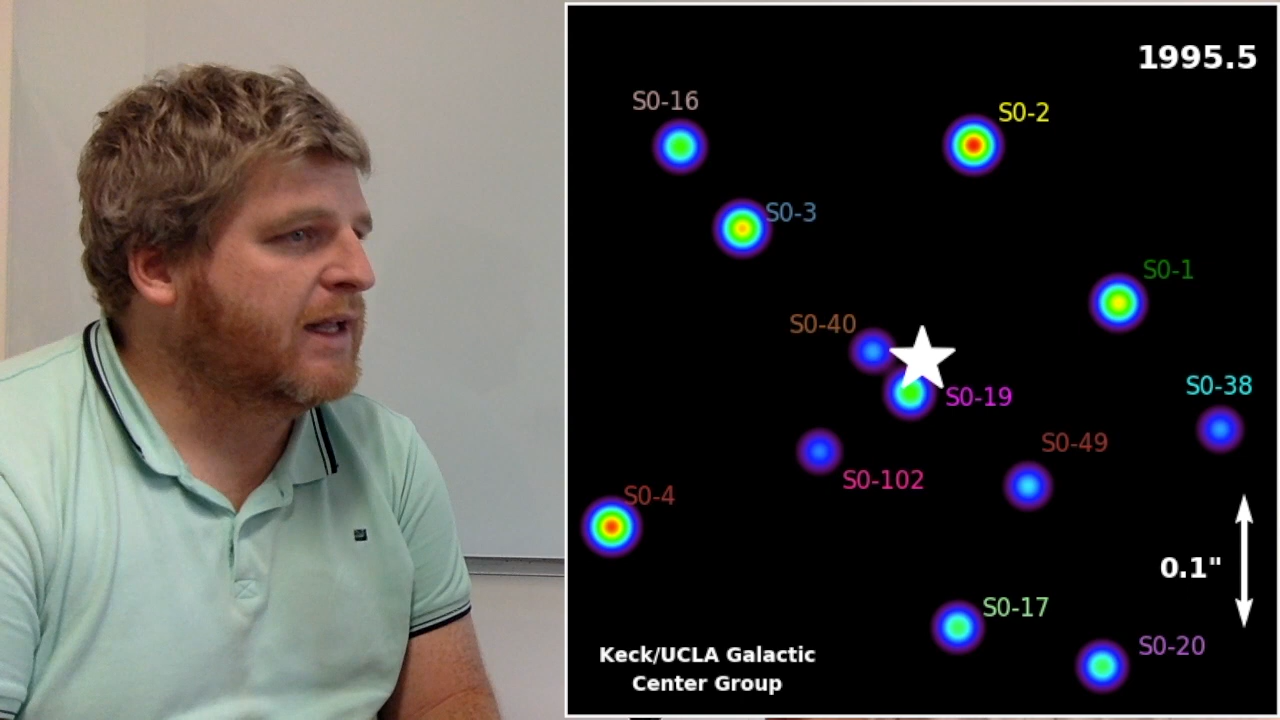 1995.5
S0-16
S0-2
S0-3
S0-1
S0-40
S0-38
S0-19
S0-49
S0-102
S0-4
0.1"
S0-17
S0-20
Keck/UCLA Galactic
Center Group